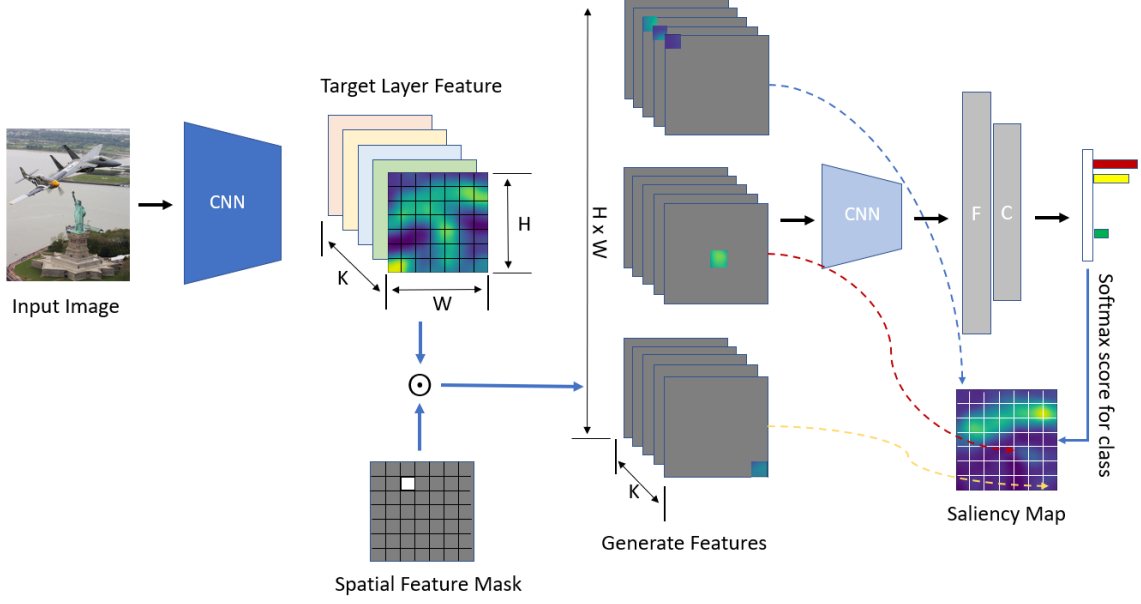 Target Layer Feature
CNN
Input Image
K
H
W
H x W
CNN
F
C
Softmax score for class
K
Generate Features
Saliency Map
Spatial Feature Mask